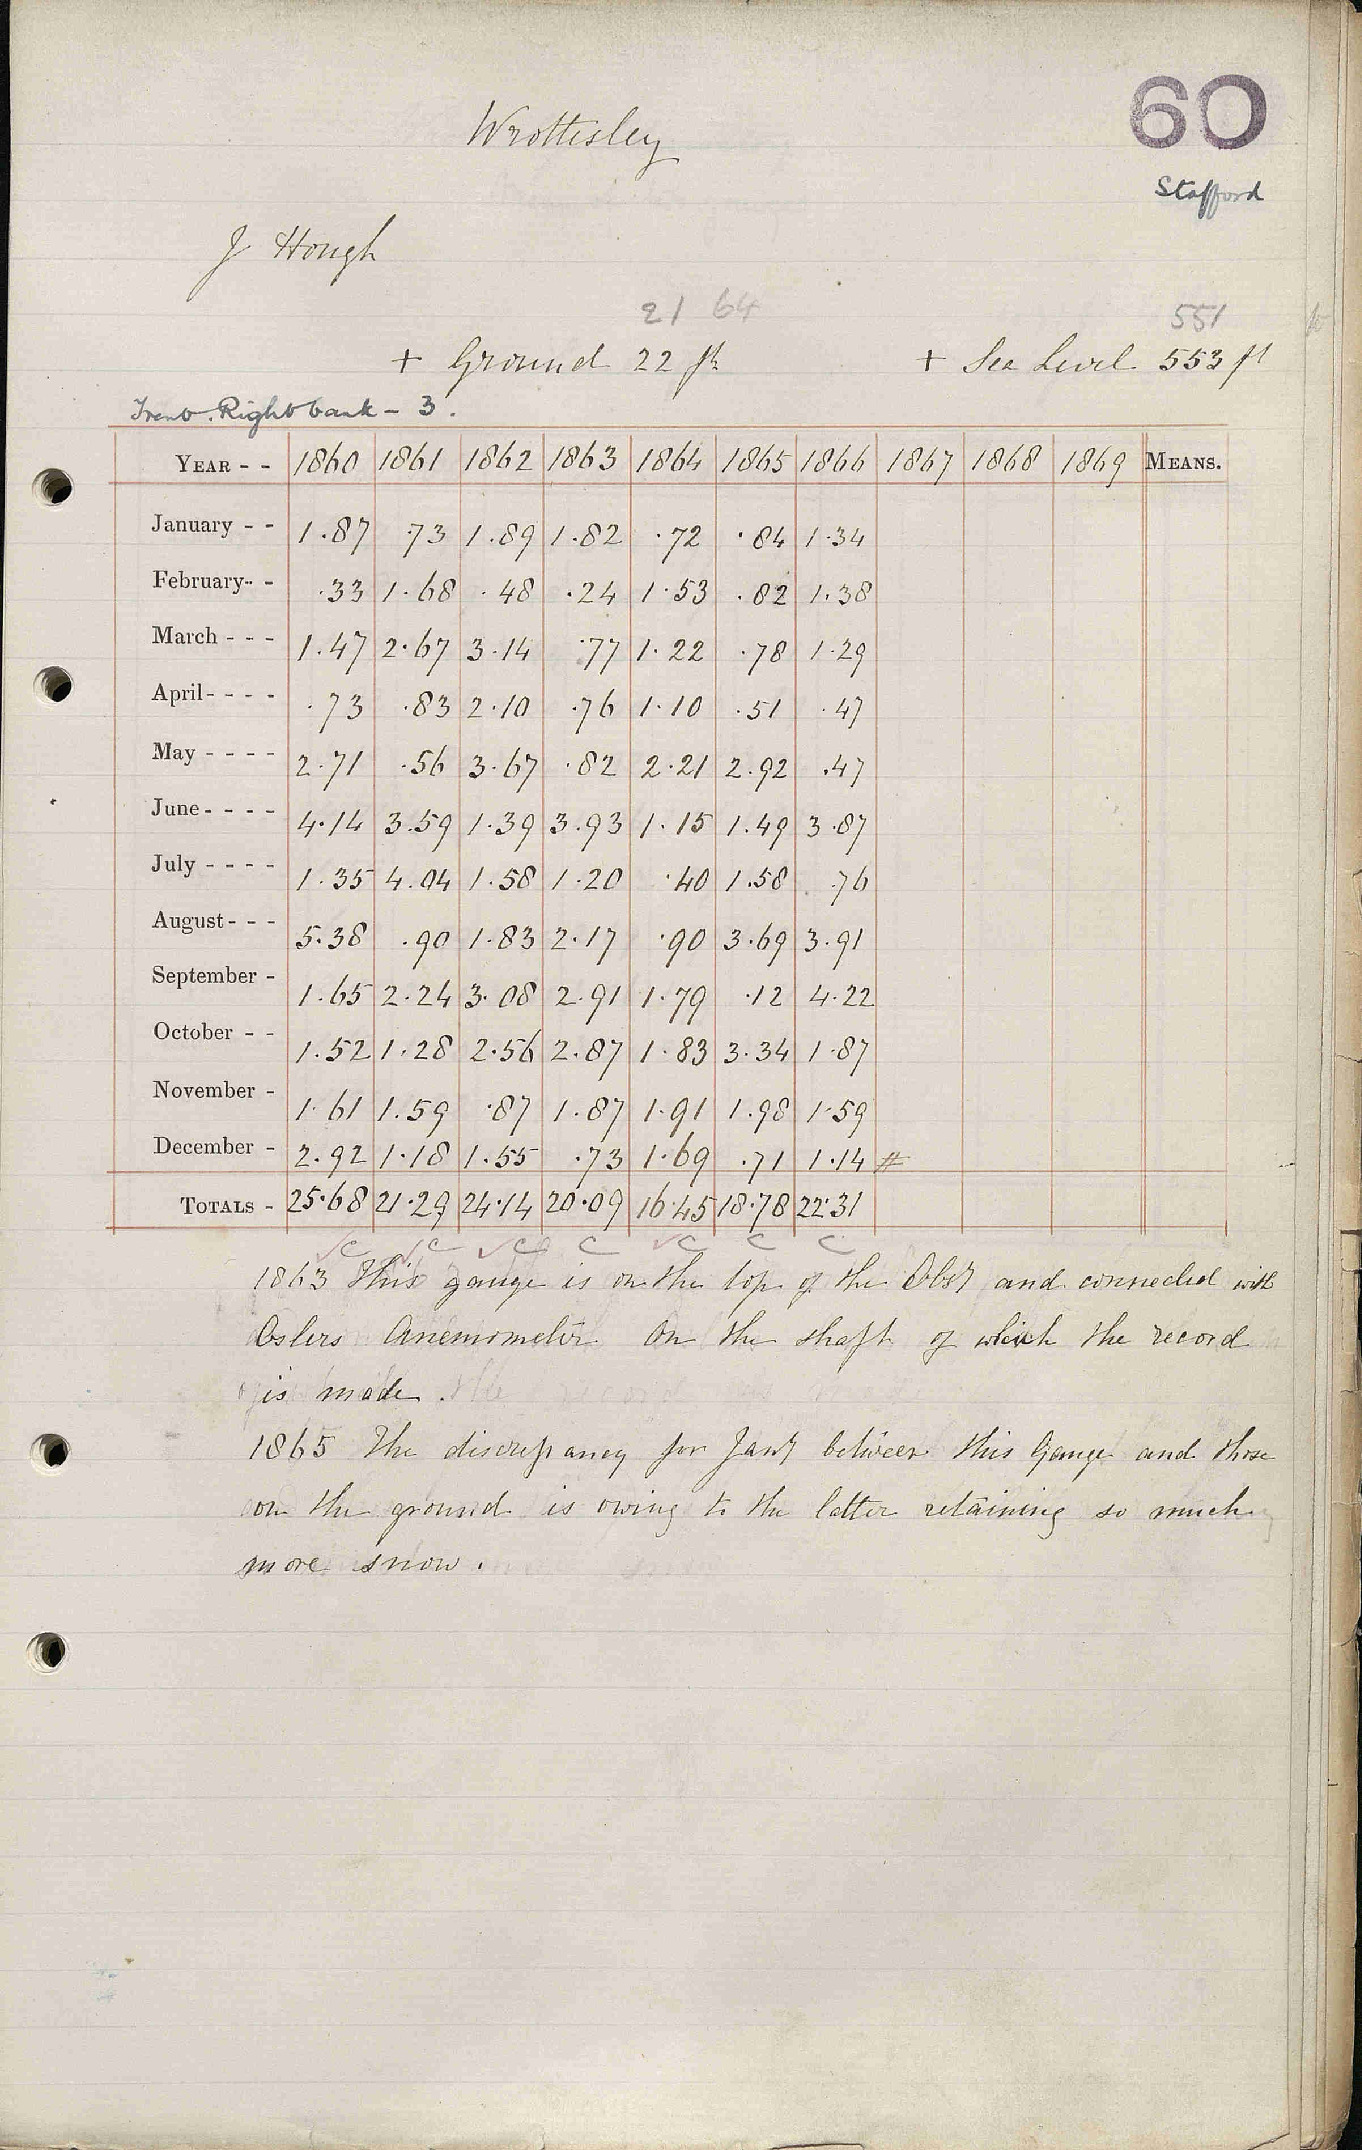 60
Wrottesley
Stafford
J Hough
21 64 551
+ Ground 22 ft + Sea Level 553 ft
Trent. Right bank - 3.
YEAR - - 1860 1861 1862 1863 1864 1865 1866 1867 1868 1869 MEANS.
January - - 1.87 .73 1.89 1.82 .72 .84 1.34
February - - .33 1.68 .48 .24 1.53 .82 1.38
March - - - 1.47 2.67 3.14 .77 1.22 .78 1.29
April - - - - .73 .83 2.10 .76 1.10 .51 .47
May - - - - 2.71 .56 3.67 .82 2.21 2.92 .47
June - - - - 4.14 3.59 1.39 3.93 1.15 1.49 3.87
July - - - - 1.35 4.04 1.58 1.20 .40 1.58 .76
August - - - 5.38 .90 1.83 2.17 .90 3.69 3.91
September - 1.65 2.24 3.08 2.91 1.79 .12 4.22
October - - 1.52 1.28 2.56 2.87 1.83 3.34 1.87
November - 1.61 1.59 .87 1.87 1.91 1.98 1.59
December - 2.92 1.18 1.55 .73 1.69 .71 1.14 #
TOTALS - 25.68 21.29 24.14 20.09 16.45 18.78 22.31
C C C C C C C
1863 This gauge is on the top of the Obsy and connected with
Oslers Anemometer on the shaft of which the record
is made.
1865 The discrepancy for Jany between this Gauge and those
on the ground is owing to the latter retaining so much
more snow.